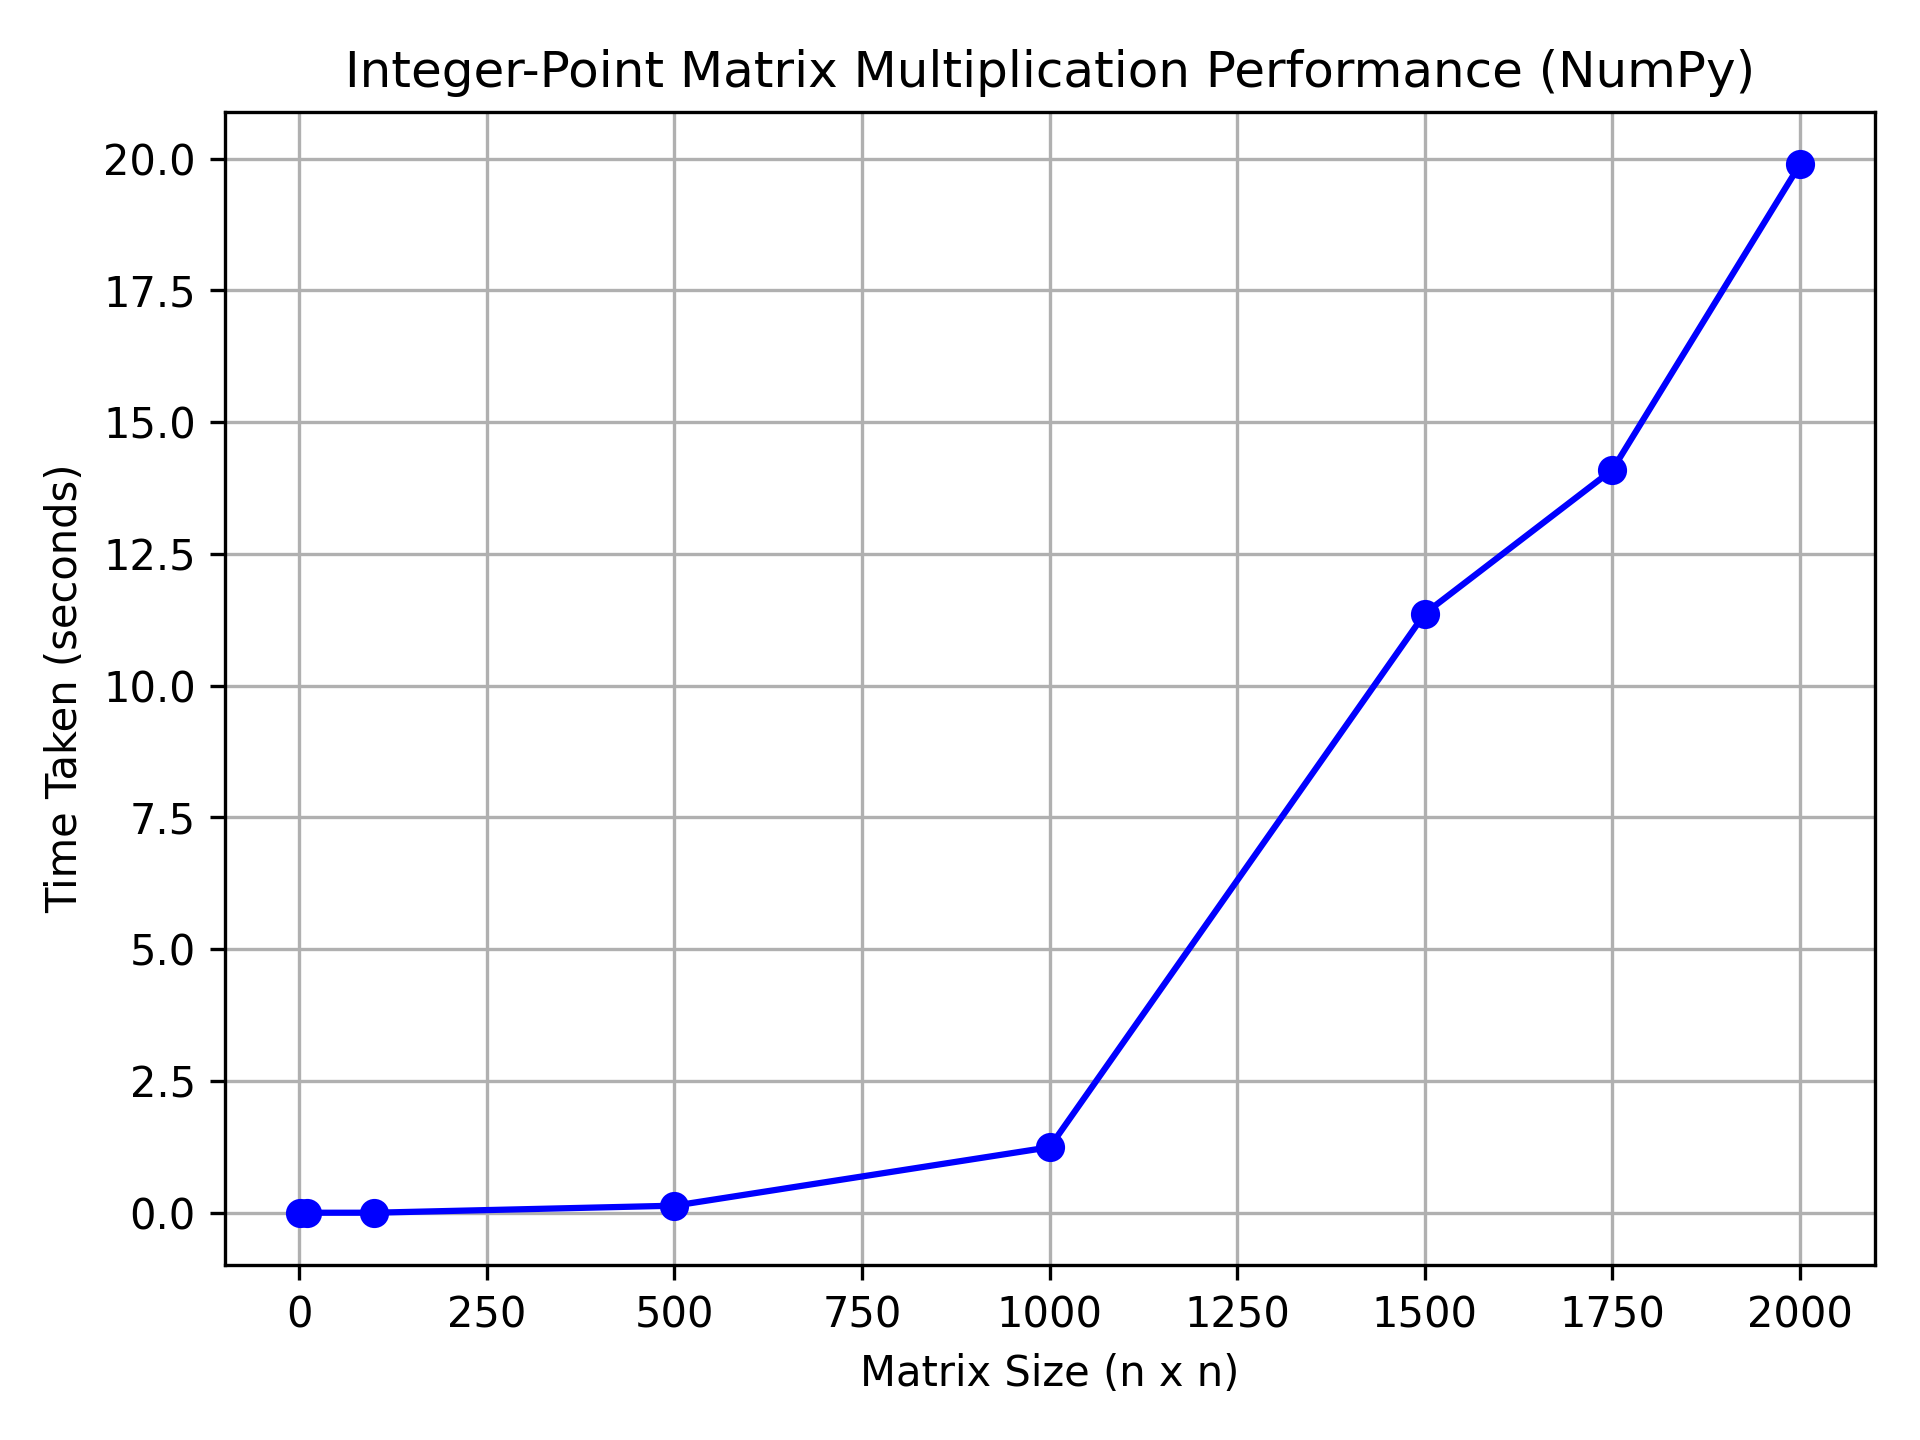 Integer-Point Matrix Multiplication Performance (NumPy)
20.0
17.5
15.0
12.5
10.0
7.5
5.0
2.5
0.0
Time Taken (seconds)
0 250 500 750 1000 1250 1500 1750 2000
Matrix Size (n x n)